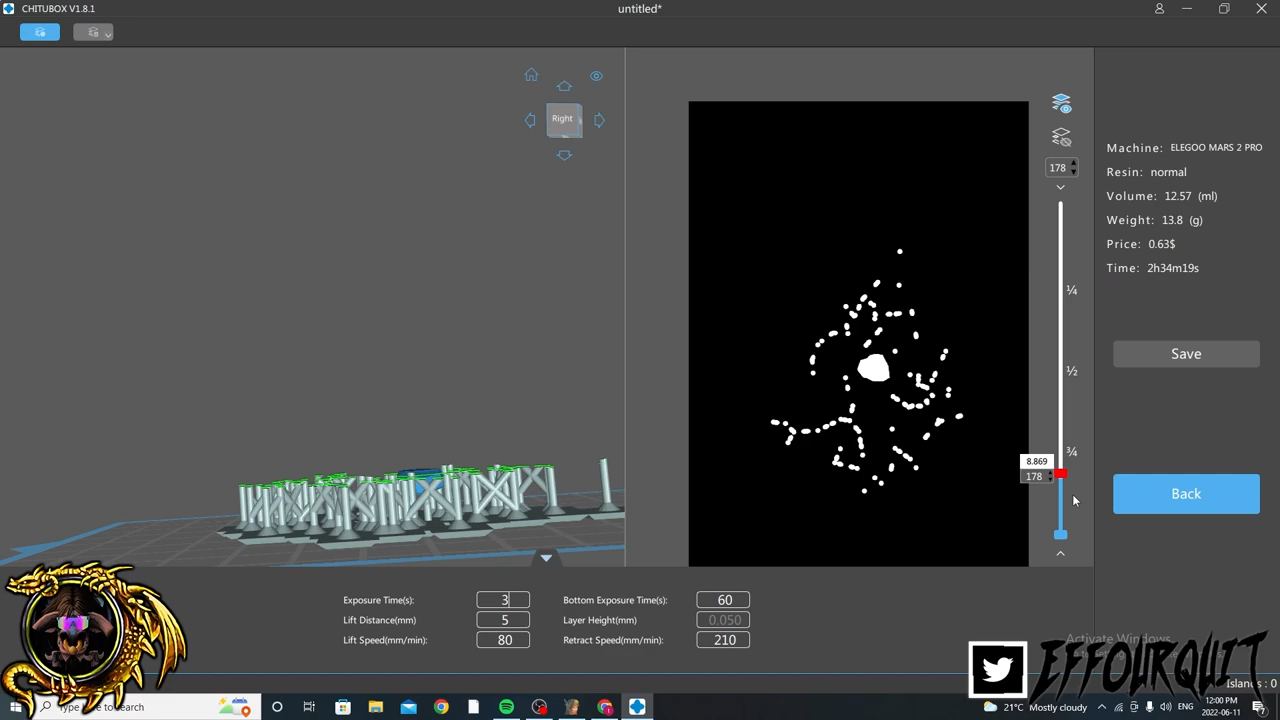 CHITUBOX V1.8.1
untitled*
Right
178
Machine: ELEGOO MARS 2 PRO
Resin: normal
Volume: 12.57 (ml)
Weight: 13.8 (g)
Price: 0.63$
Time: 2h34m19s
¼
½
¾
8.869
178
Save
Back
Exposure Time(s): 3
Bottom Exposure Time(s): 60
Lift Distance(mm) 5
Layer Height(mm) 0.050
Lift Speed(mm/min): 80
Retract Speed(mm/min): 210
Activate Windows
EFFOURQUIT
Islands : 0
Type here to search
21°C Mostly cloudy
ENG
12:00 PM
2022-06-11